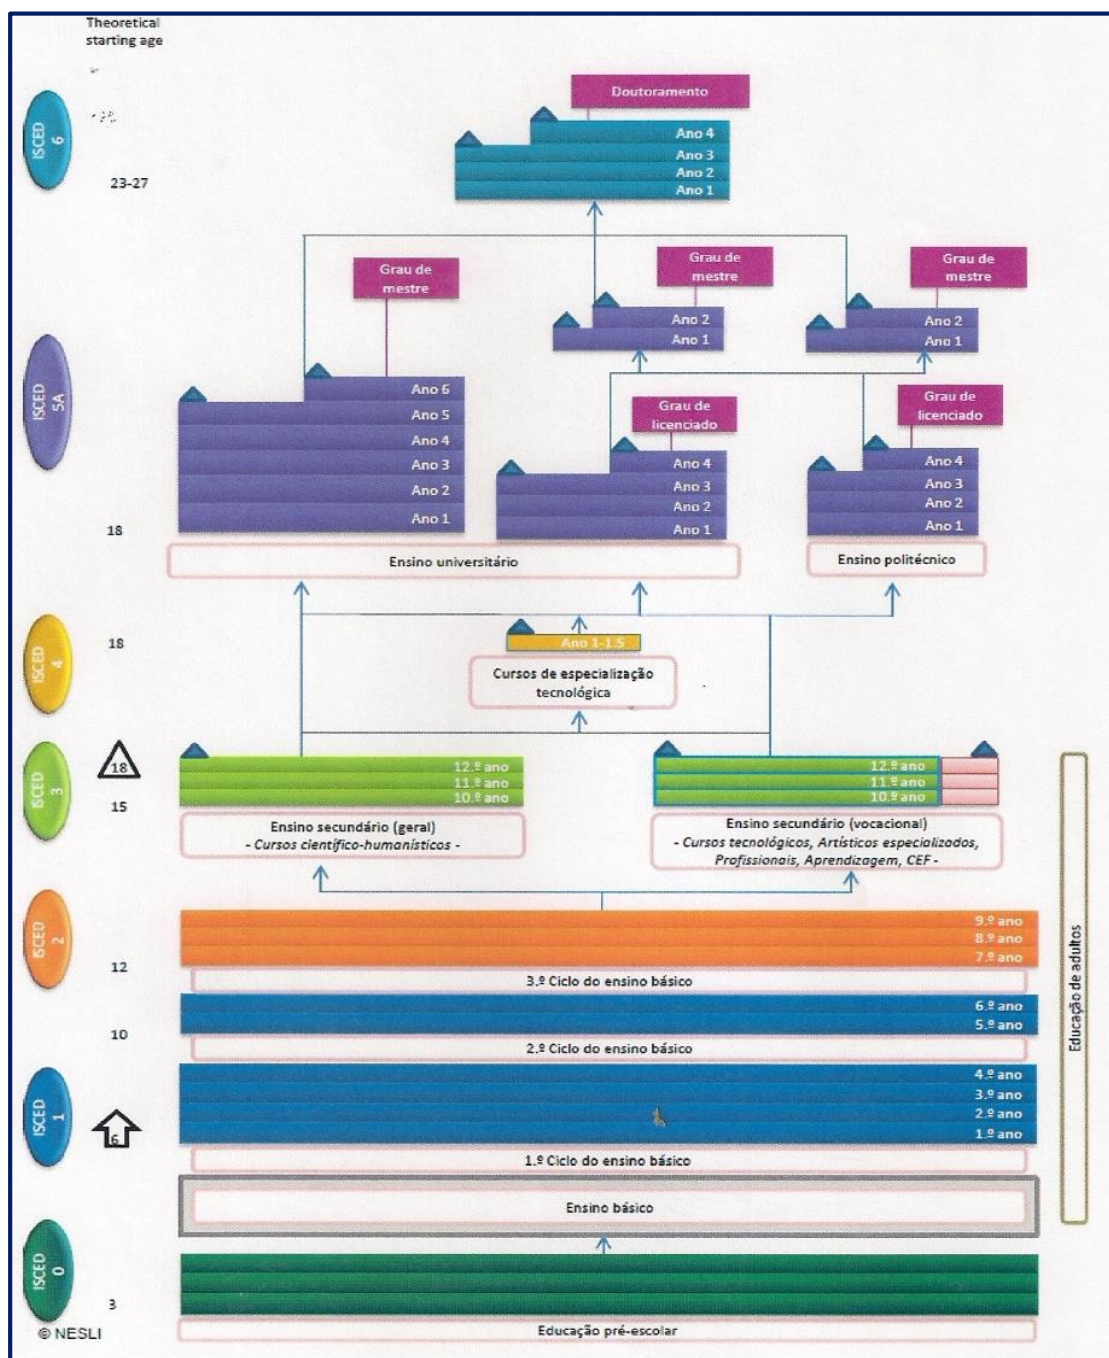 Theoretical
starting age
ISCED
6
Doutoramento
Ano 4
Ano 3
Ano 2
Ano 1
23-27
Grau de
mestre
Grau de
mestre
Grau de
mestre
Ano 2
Ano 1
Ano 2
Ano 1
ISCED
5A
Ano 6
Ano 5
Ano 4
Ano 3
Ano 2
Ano 1
Grau de
licenciado
Ano 4
Ano 3
Ano 2
Ano 1
Grau de
licenciado
Ano 4
Ano 3
Ano 2
Ano 1
18
Ensino universitário
Ensino politécnico
ISCED
4
18
Ano 1-1.5
Cursos de especialização
tecnológica
ISCED
3
18
15
12.º ano
11.º ano
10.º ano
12.º ano
11.º ano
10.º ano
Ensino secundário (geral)
- Cursos científico-humanísticos -
Ensino secundário (vocacional)
- Cursos tecnológicos, Artísticos especializados,
Profissionais, Aprendizagem, CEF -
ISCED
2
9.º ano
8.º ano
7.º ano
12
3.º Ciclo do ensino básico
6.º ano
5.º ano
10
2.º Ciclo do ensino básico
ISCED
1
4.º ano
3.º ano
2.º ano
1.º ano
6
1.º Ciclo do ensino básico
Ensino básico
Educação de adultos
ISCED
0
3
© NESLI
Educação pré-escolar